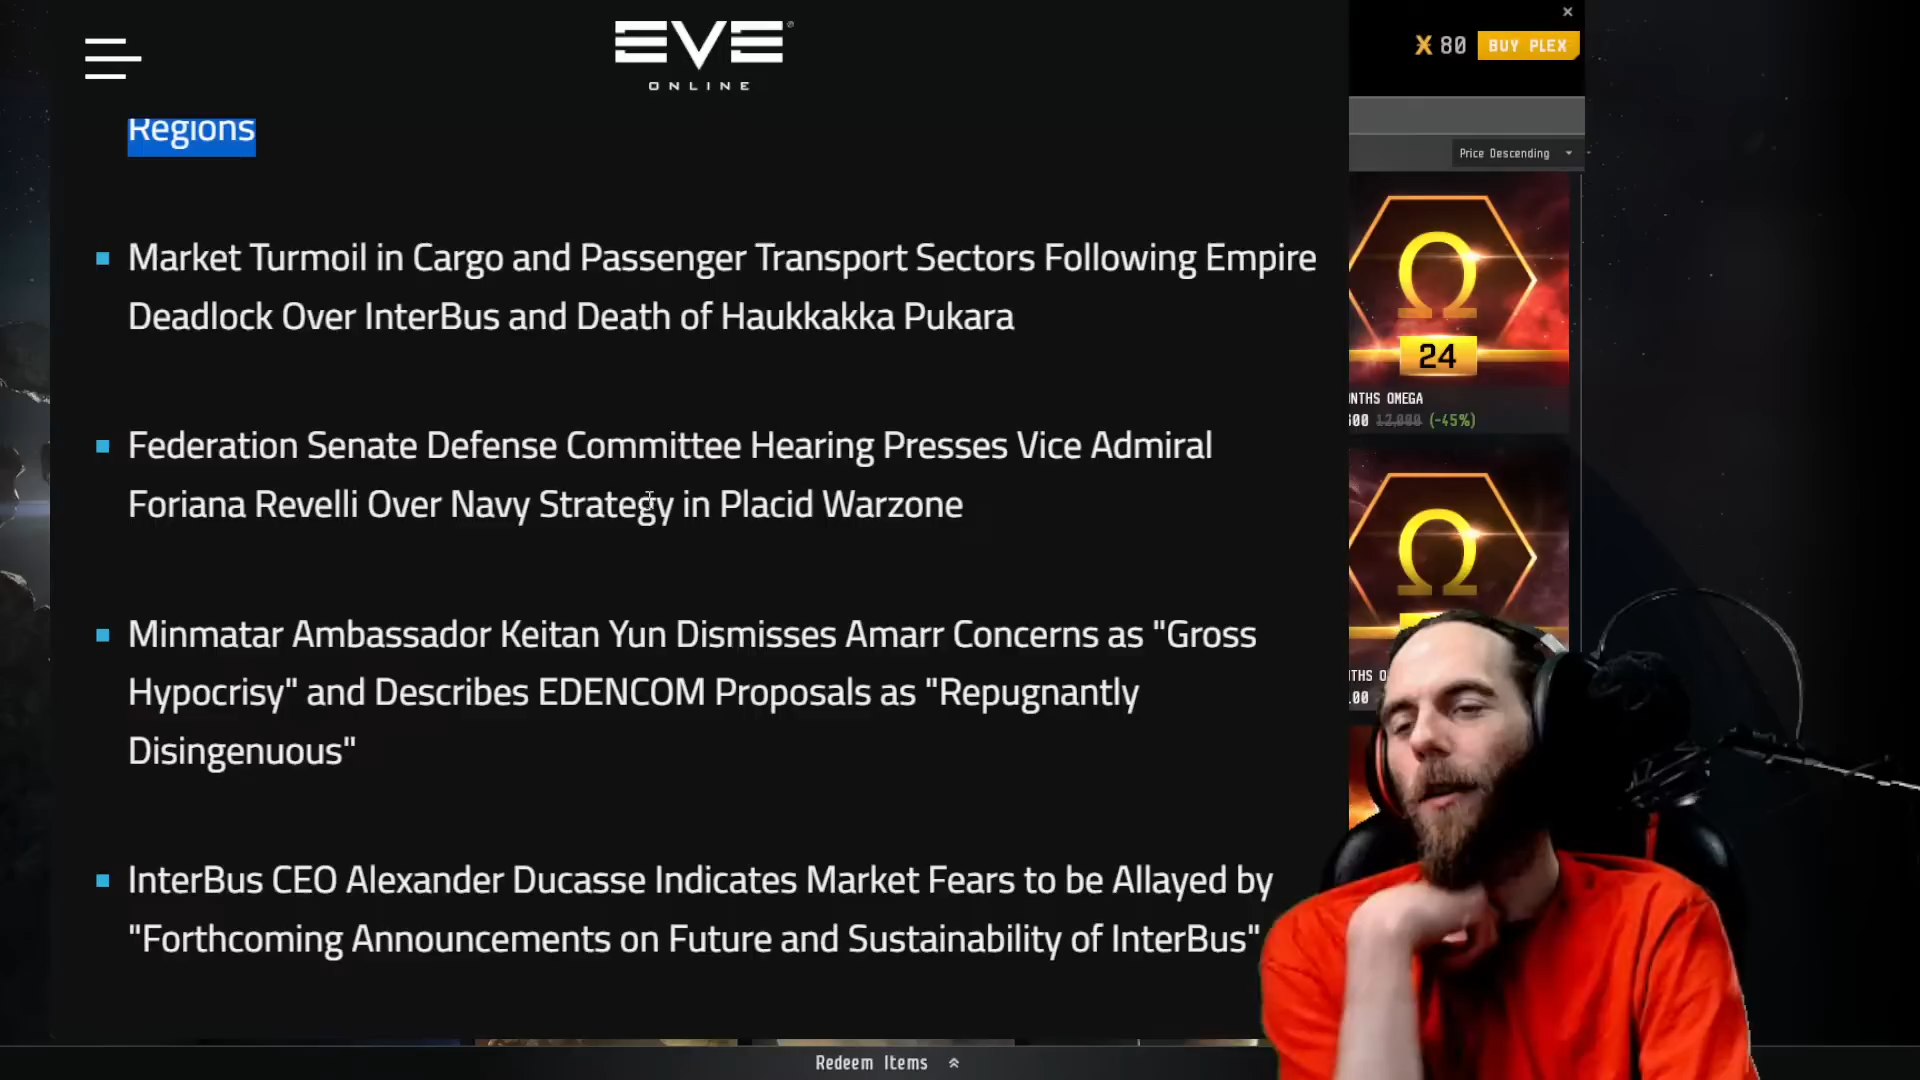 EVE
ONLINE
80
BUY PLEX
Regions
Price Descending
Market Turmoil in Cargo and Passenger Transport Sectors Following Empire
Deadlock Over InterBus and Death of Haukkakka Pukara
Federation Senate Defense Committee Hearing Presses Vice Admiral
Foriana Revelli Over Navy Strategy in Placid Warzone
Minmatar Ambassador Keitan Yun Dismisses Amarr Concerns as "Gross
Hypocrisy" and Describes EDENCOM Proposals as "Repugnantly
Disingenuous"
InterBus CEO Alexander Ducasse Indicates Market Fears to be Allayed by
"Forthcoming Announcements on Future and Sustainability of InterBus"
Ω
24
OMEGA
12,000 (-45%)
Ω
Redeem Items